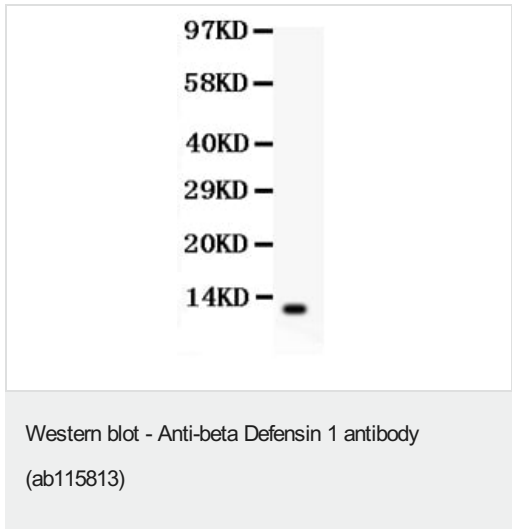 97KD
58KD
40KD
29KD
20KD
14KD
Western blot - Anti-beta Defensin 1 antibody
(ab115813)